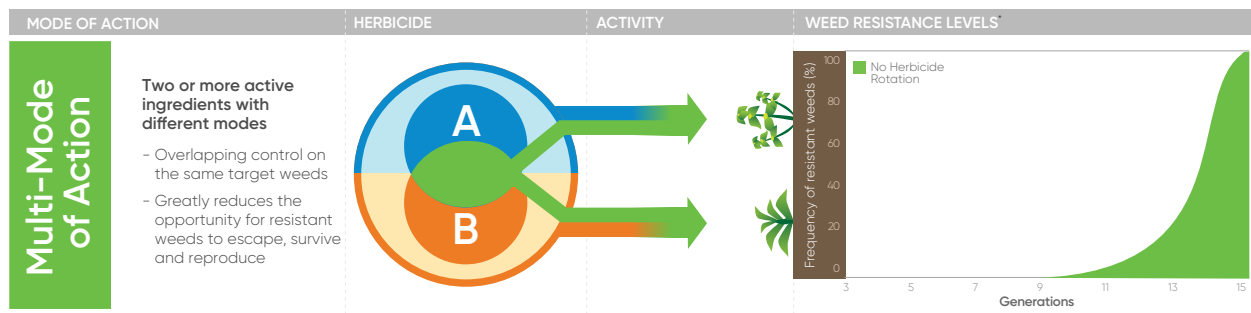 MODE OF ACTION
HERBICIDE
ACTIVITY
WEED RESISTANCE LEVELS*
Multi-Mode
of Action
Two or more active
ingredients with
different modes
- Overlapping control on
the same target weeds
- Greatly reduces the
opportunity for resistant
weeds to escape, survive
and reproduce
A
B
Frequency of resistant weeds (%)
100
80
60
40
20
0
No Herbicide
Rotation
3
5
7
9
11
13
15
Generations